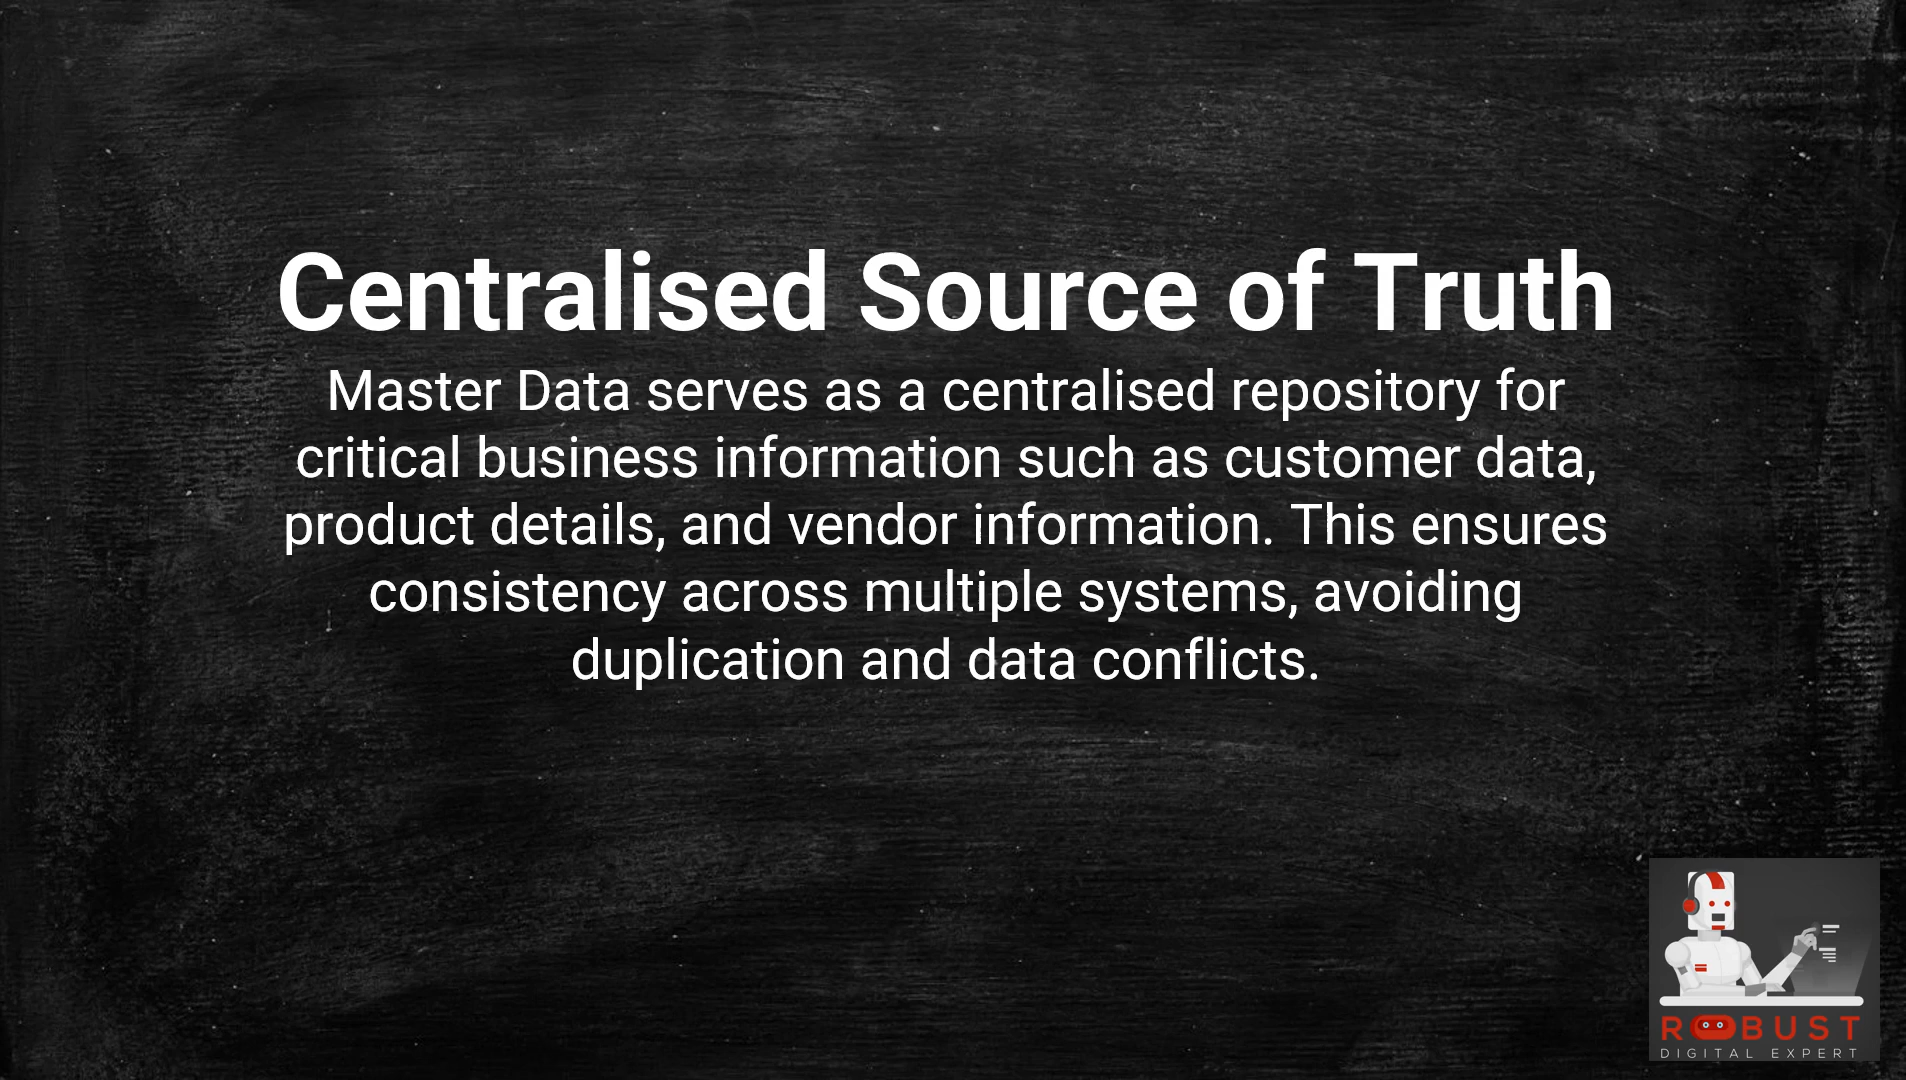 Centralised Source of Truth
Master Data serves as a centralised repository for
critical business information such as customer data,
product details, and vendor information. This ensures
consistency across multiple systems, avoiding
duplication and data conflicts.
ROBUST
DIGITAL EXPERT